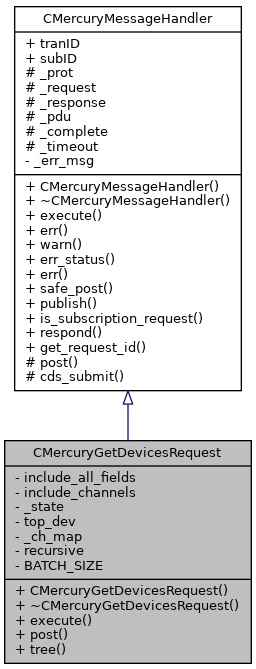 CMercuryMessageHandler
+ tranID
+ subID
# _prot
# _request
# _response
# _pdu
# _complete
# _timeout
- _err_msg
+ CMercuryMessageHandler()
+ ~CMercuryMessageHandler()
+ execute()
+ err()
+ warn()
+ err_status()
+ err()
+ safe_post()
+ publish()
+ is_subscription_request()
+ respond()
+ get_request_id()
# post()
# cds_submit()
CMercuryGetDevicesRequest
- include_all_fields
- include_channels
- _state
- top_dev
- _ch_map
- recursive
- BATCH_SIZE
+ CMercuryGetDevicesRequest()
+ ~CMercuryGetDevicesRequest()
+ execute()
+ post()
+ tree()